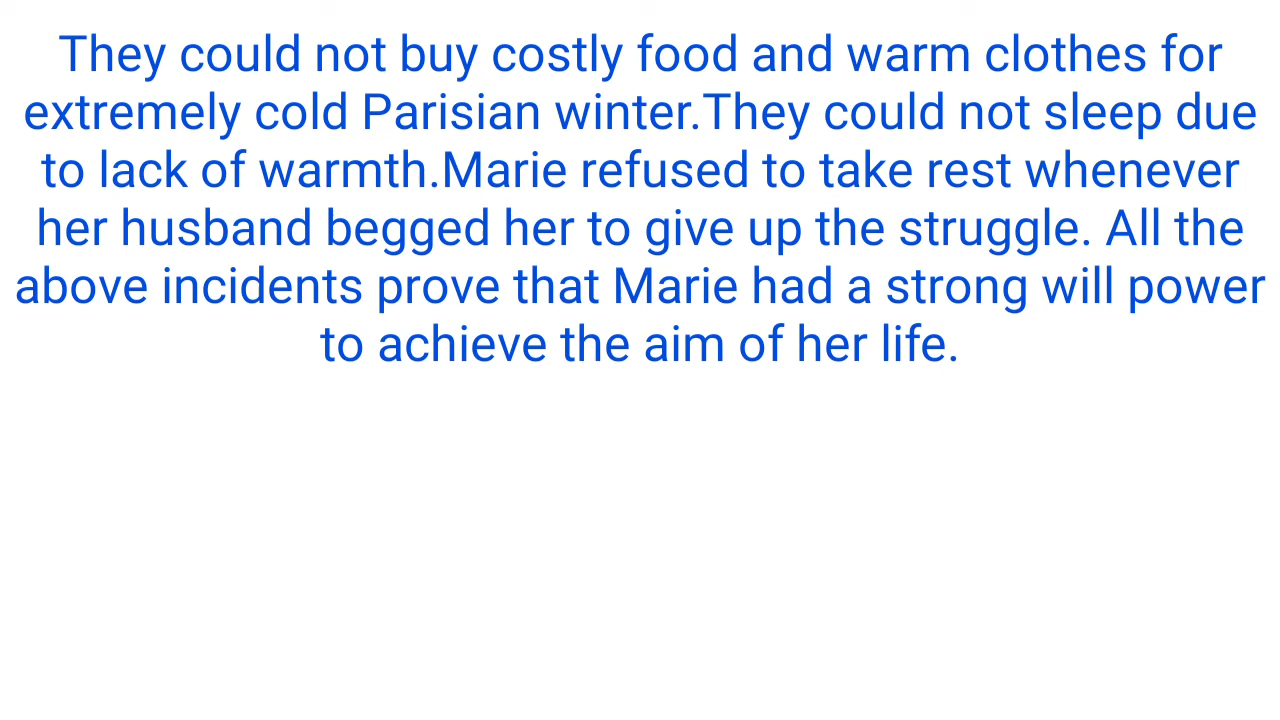 They could not buy costly food and warm clothes for
extremely cold Parisian winter.They could not sleep due
to lack of warmth.Marie refused to take rest whenever
her husband begged her to give up the struggle. All the
above incidents prove that Marie had a strong will power
to achieve the aim of her life.